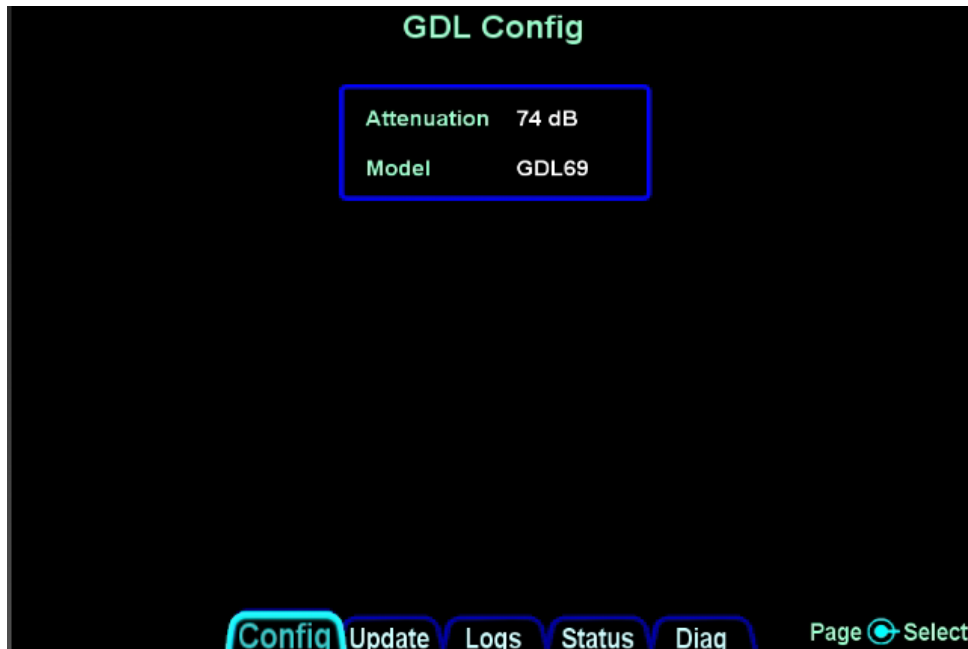 GDL Config
Attenuation 74 dB
Model GDL69
Config Update Logs Status Diag Page Select